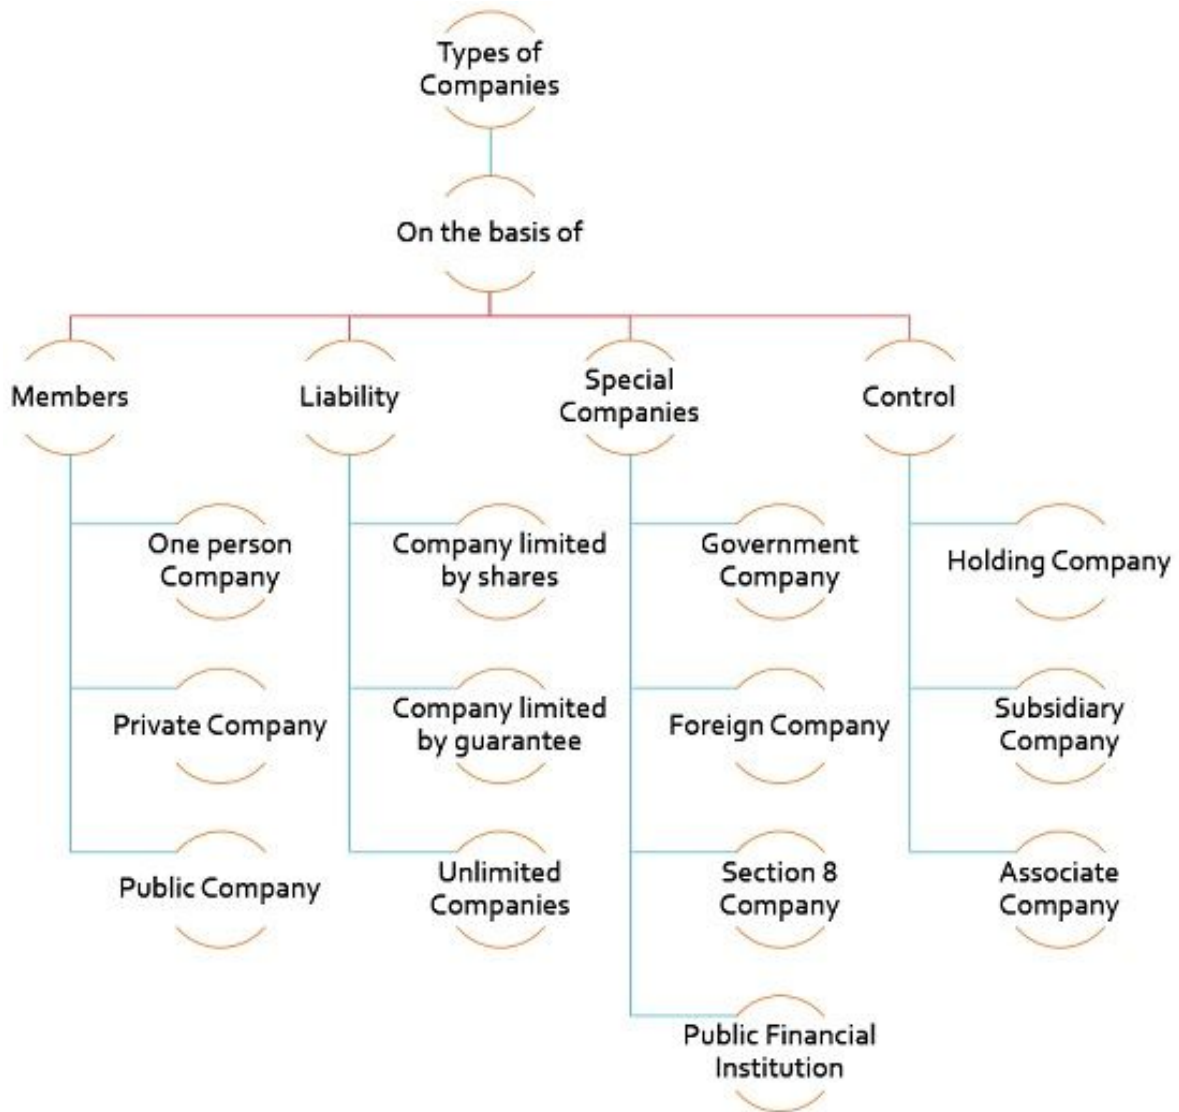 Types of
Companies
On the basis of
Members
Liability
Special
Companies
Control
One person
Company
Company limited
by shares
Government
Company
Holding Company
Private Company
Company limited
by guarantee
Foreign Company
Subsidiary
Company
Public Company
Unlimited
Companies
Section 8
Company
Associate
Company
Public Financial
Institution